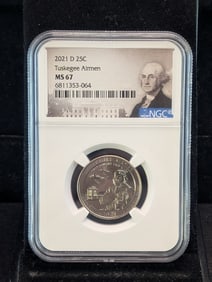 2021 D 25C
Tuskegee Airmen
MS 67
6811353-064
NGC